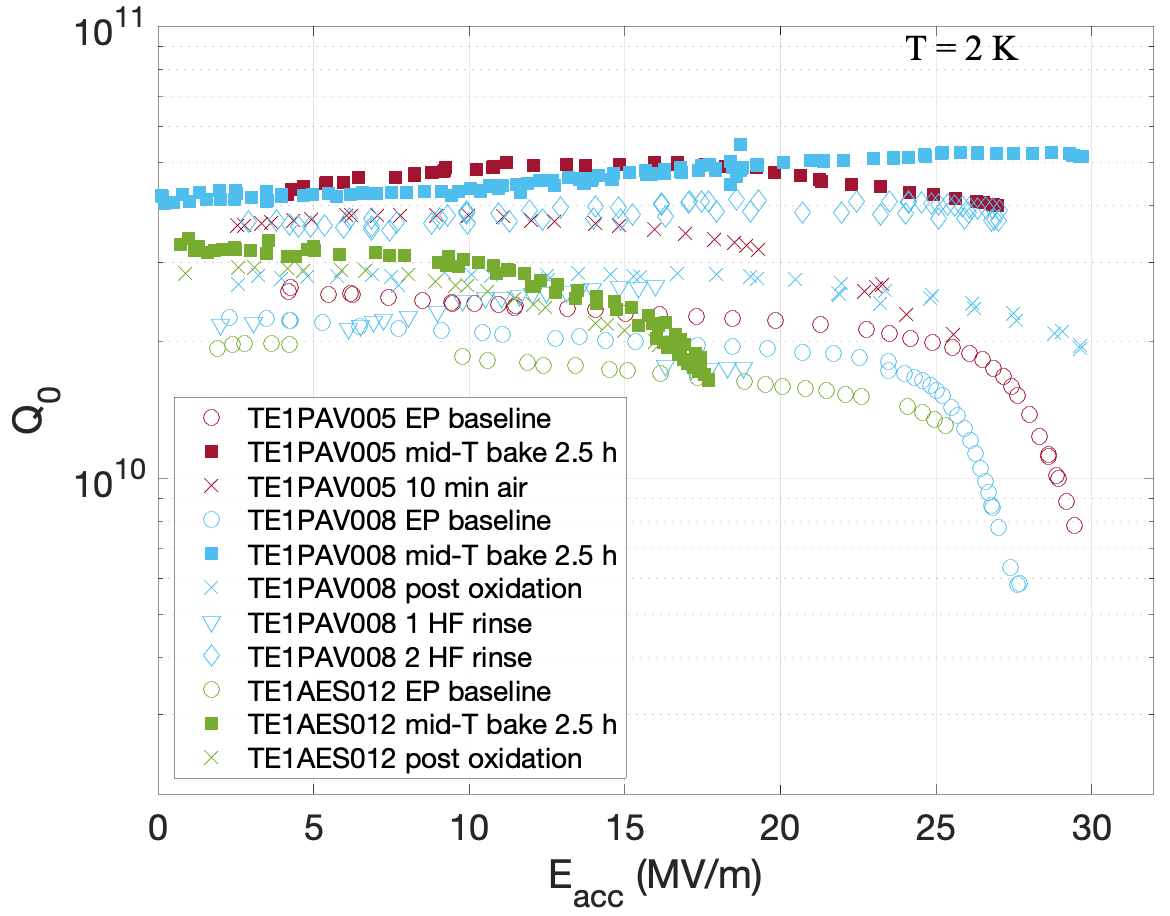 10^11
T = 2 K
Q_0
10^10
TE1PAV005 EP baseline
TE1PAV005 mid-T bake 2.5 h
TE1PAV005 10 min air
TE1PAV008 EP baseline
TE1PAV008 mid-T bake 2.5 h
TE1PAV008 post oxidation
TE1PAV008 1 HF rinse
TE1PAV008 2 HF rinse
TE1AES012 EP baseline
TE1AES012 mid-T bake 2.5 h
TE1AES012 post oxidation
0 5 10 15 20 25 30
E_acc (MV/m)